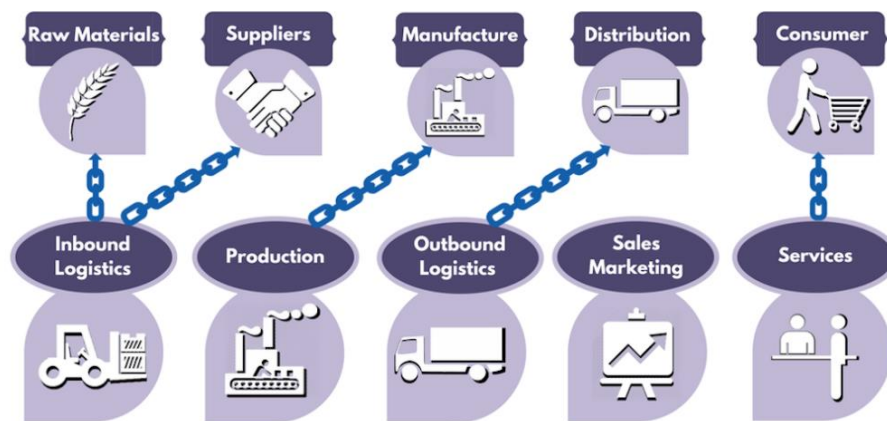 Raw Materials
Suppliers
Manufacture
Distribution
Consumer
Inbound
Logistics
Production
Outbound
Logistics
Sales
Marketing
Services